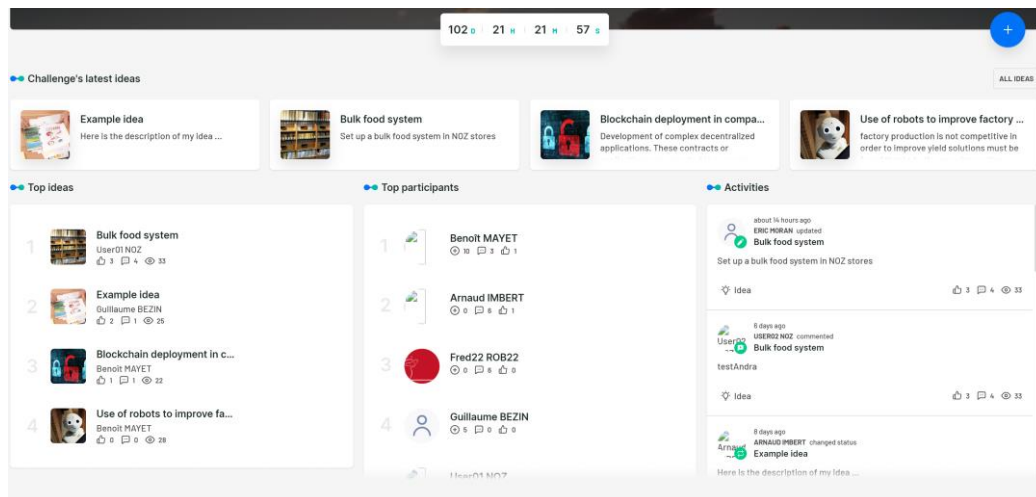 102 D 21 H 21 M 57 S
Challenge's latest ideas
ALL IDEAS
Example idea
Here is the description of my idea ...
Bulk food system
Set up a bulk food system in NOZ stores
Blockchain deployment in compa...
Development of complex decentralized
applications. These contracts or
Use of robots to improve factory ...
factory production is not competitive in
order to improve yield solutions must be
Top ideas
1
Bulk food system
User01 NOZ
3 4 33
2
Example idea
Guillaume BEZIN
2 1 25
3
Blockchain deployment in c...
Benoit MAYET
1 1 22
4
Use of robots to improve fa...
Benoit MAYET
0 0 28
Top participants
1
Benoît MAYET
10 3 1
2
Arnaud IMBERT
0 6 1
3
Fred22 ROB22
0 6 0
4
Guillaume BEZIN
5 0 0
User01 NOZ
Activities
about 14 hours ago
ERIC MORAN updated
Bulk food system
Set up a bulk food system in NOZ stores
Idea
3 4 33
6 days ago
User02
USER02 NOZ commented
Bulk food system
testAndra
Idea
3 4 33
8 days ago
Arnaud
ARNAUD IMBERT changed status
Example idea
Here is the description of my idea ...